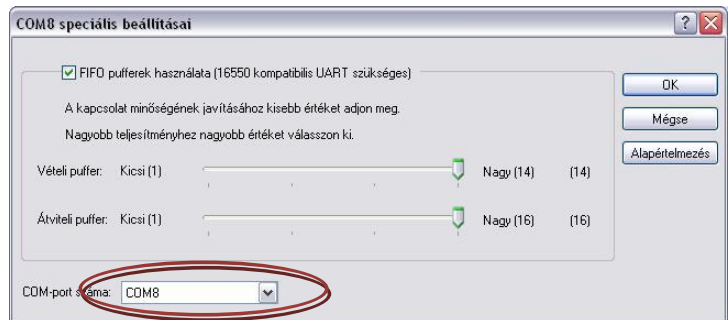 COM8 speciális beállításai
FIFO pufferek használata (16550 kompatibilis UART szükséges)
A kapcsolat minőségének javításához kisebb értéket adjon meg.
Nagyobb teljesítményhez nagyobb értéket válasszon ki.
Vételi puffer: Kicsi (1) Nagy (14) (14)
Átviteli puffer: Kicsi (1) Nagy (16) (16)
COM-port száma: COM8
OK
Mégse
Alapértelmezés